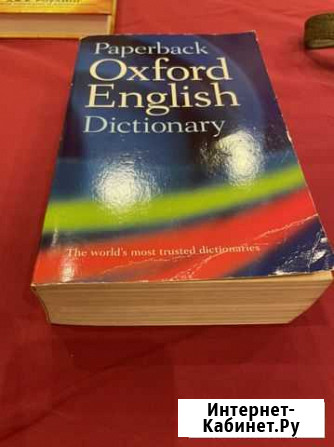 Paperback
Oxford
English
Dictionary
The world's most trusted dictionaries
Интернет-
Кабинет.Ру